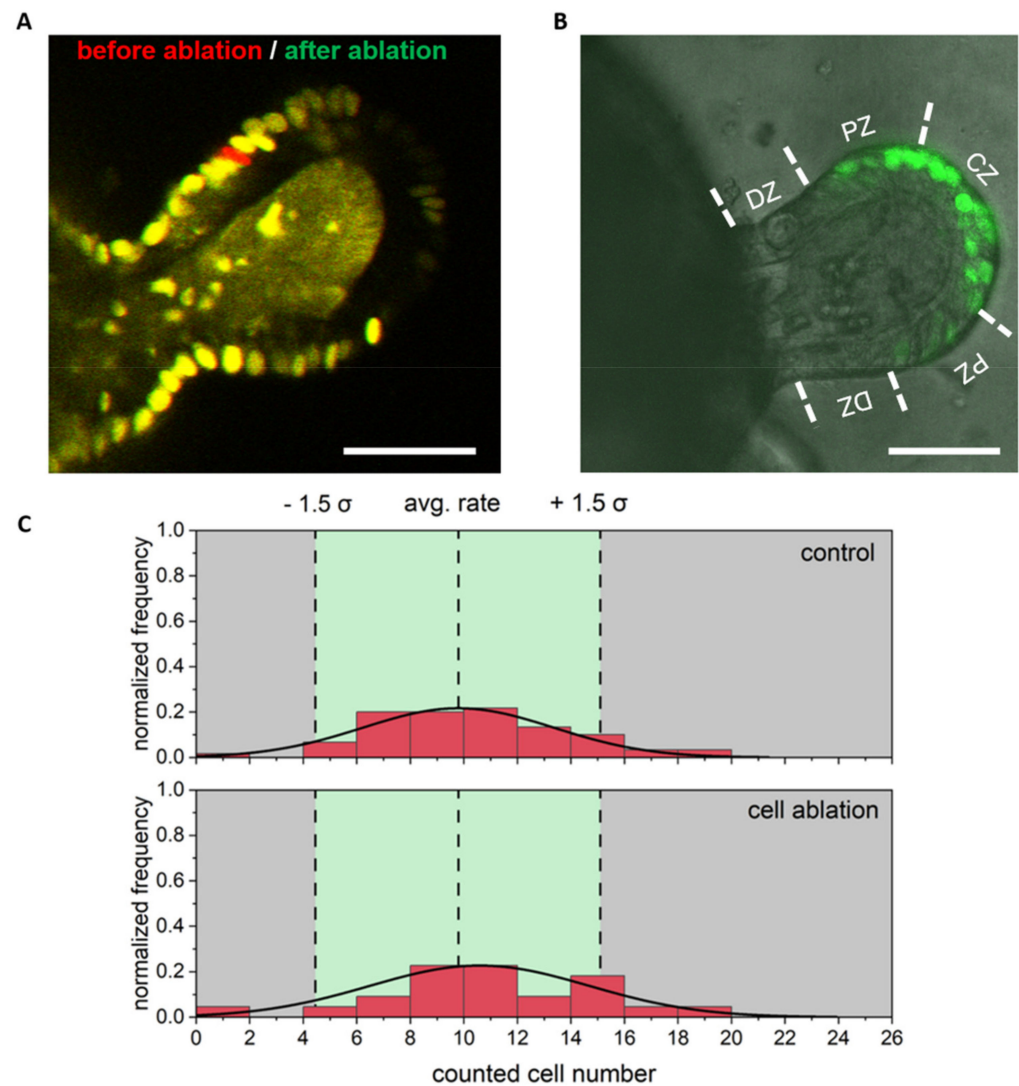 A
before ablation / after ablation
B
DZ
PZ
CZ
PZ
DZ
C
- 1.5 σ
avg. rate
+ 1.5 σ
control
normalized frequency
1.0
0.8
0.6
0.4
0.2
0.0
cell ablation
normalized frequency
1.0
0.8
0.6
0.4
0.2
0.0
0 2 4 6 8 10 12 14 16 18 20 22 24 26
counted cell number